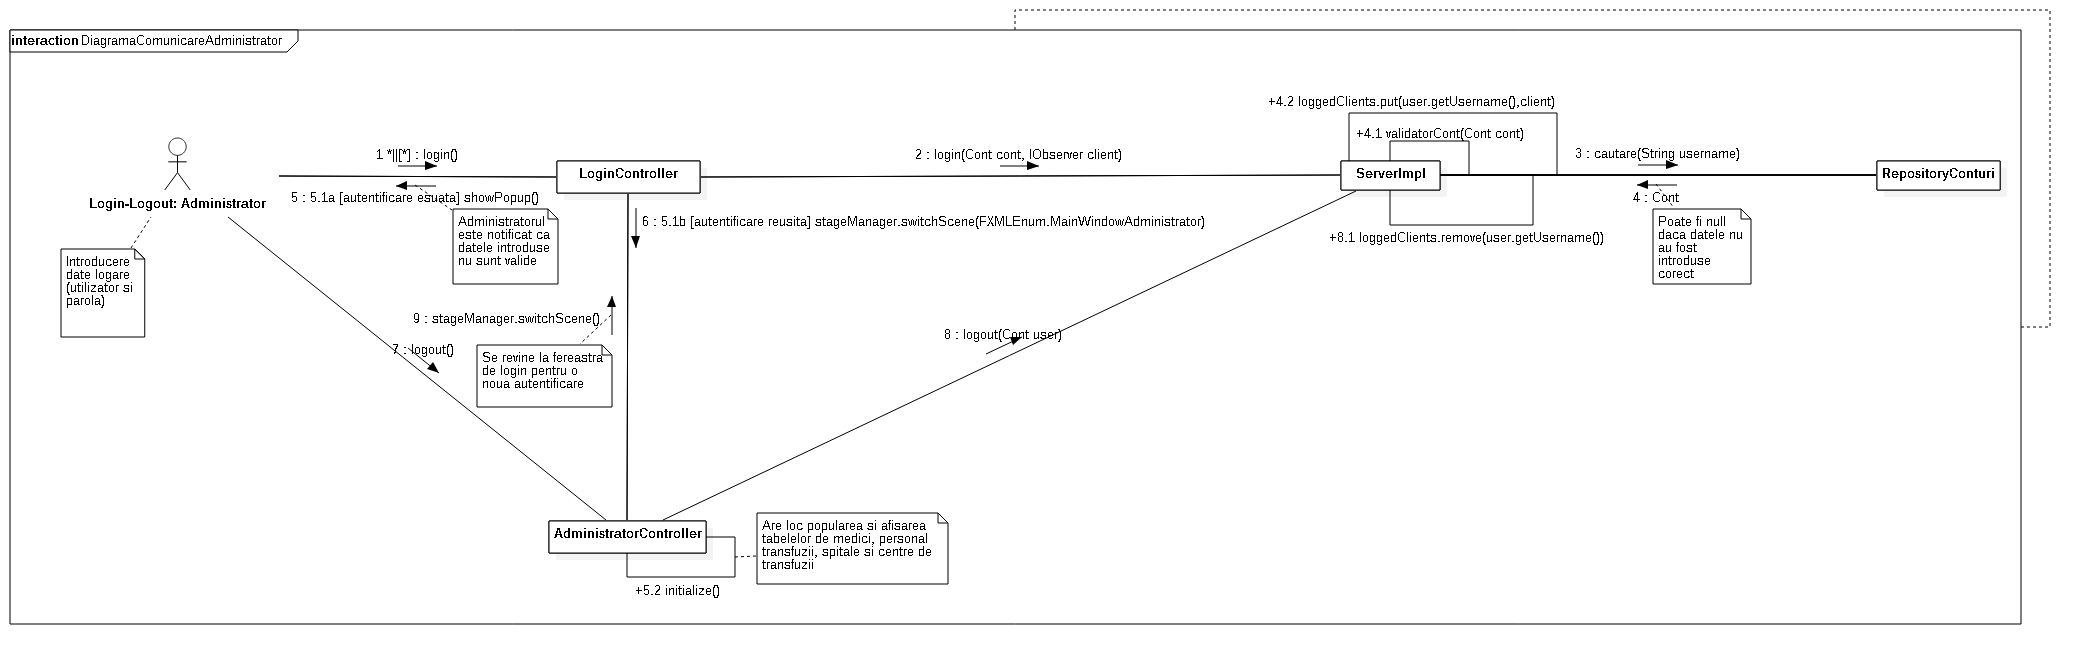 interaction DiagramaComunicareAdministrator
+4.2 loggedClients.put(user.getUsername(),client)
+4.1 validatorCont(Cont cont)
1 *||[*] : login()
2 : login(Cont cont, IObserver client)
3 : cautare(String username)
LoginController
ServerImpl
RepositoryConturi
5 : 5.1a [autentificare esuata] showPopup()
4 : Cont
Login-Logout: Administrator
6 : 5.1b [autentificare reusita] stageManager.switchScene(FXMLEnum.MainWindowAdministrator)
+8.1 loggedClients.remove(user.getUsername())
Administratorul
este notificat ca
datele introduse
nu sunt valide
Poate fi null
daca datele nu
au fost
introduse
corect
Introducere
date logare
(utilizator si
parola)
9 : stageManager.switchScene()
8 : logout(Cont user)
7 : logout()
Se revine la fereastra
de login pentru o
noua autentificare
AdministratorController
Are loc popularea si afisarea
tabelelor de medici, personal
transfuzii, spitale si centre de
transfuzii
+5.2 initialize()